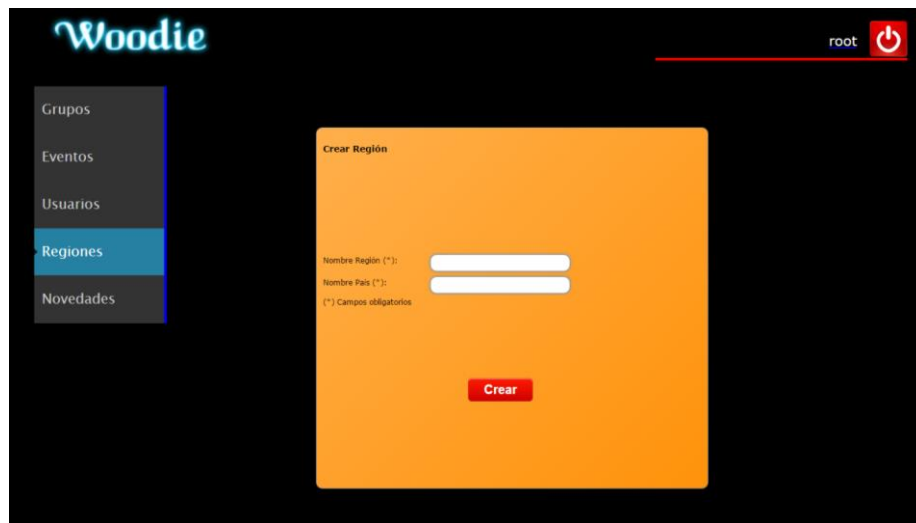 Woodie
root
Grupos
Eventos
Usuarios
Regiones
Novedades
Crear Región
Nombre Región (*):
Nombre País (*):
(*) Campos obligatorios
Crear